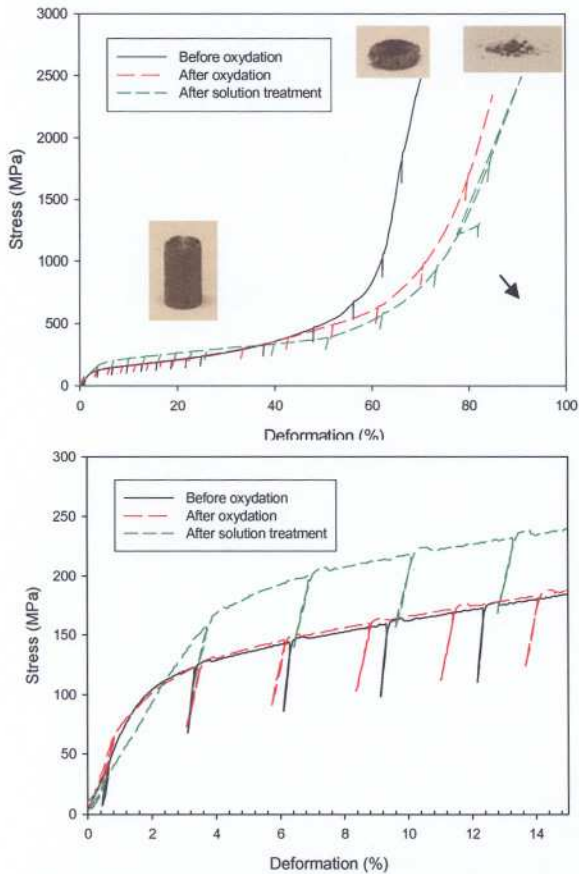 3000
2500
2000
1500
1000
500
0
Stress (MPa)
Before oxydation
After oxydation
After solution treatment
0 20 40 60 80 100
Deformation (%)
300
250
200
150
100
50
0
Stress (MPa)
Before oxydation
After oxydation
After solution treatment
0 2 4 6 8 10 12 14
Deformation (%)